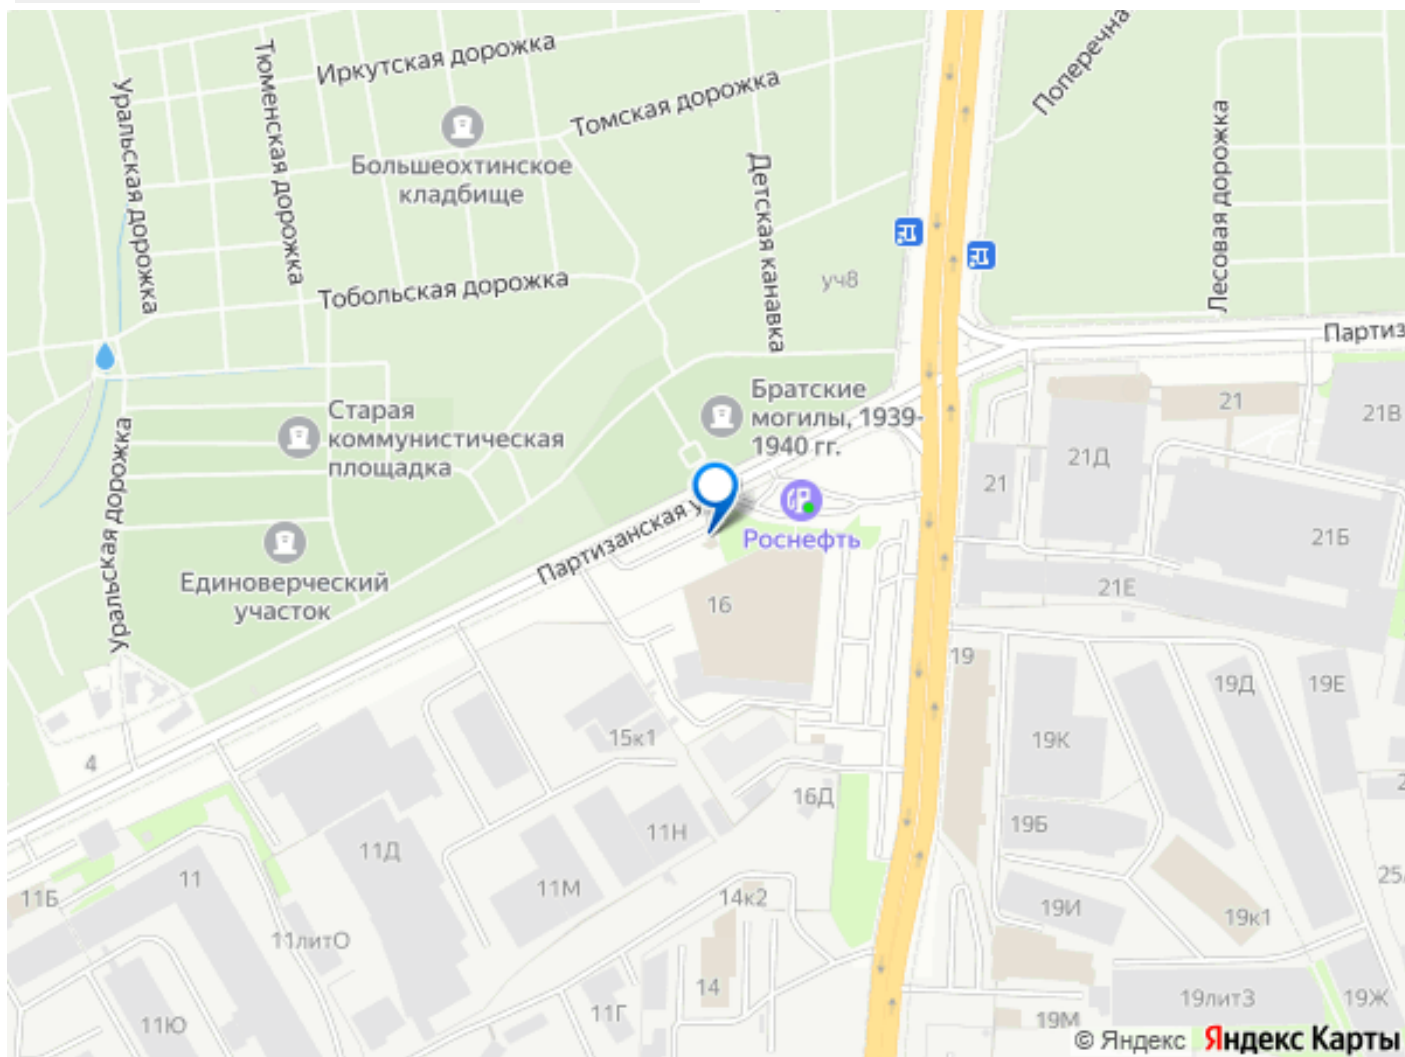 Иркутская дорожка
Поперечна
Уральская дорожка
Тюменская дорожка
Томская дорожка
Большеохтинское
кладбище
Детская канавка
Лесовая дорожка
Тобольская дорожка
уч8
Партиз
Старая
коммунистическая
площадка
Братские
могилы, 1939-
1940 гг.
21
21В
21Д
21
Роснефть
Партизанская у
21Б
Уральская дорожка
Единоверческий
участок
21Е
16
19
19Д
19Е
15к1
19К
4
16Д
11Н
19Б
11Д
11
11М
11Б
14к2
25
19И
19к1
11литО
14
19литЗ
19Ж
11Ю
11Г
19М
© Яндекс Яндекс Карты